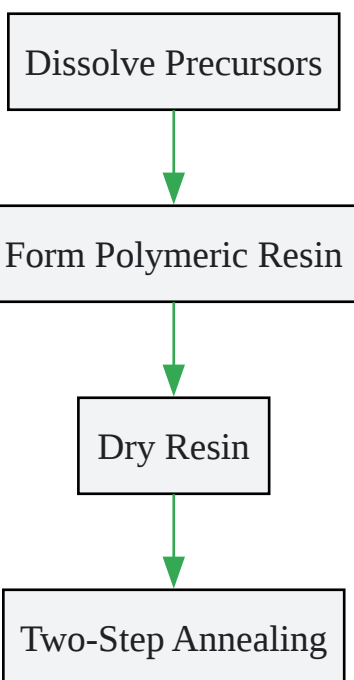 Dissolve Precursors
Form Polymeric Resin
Dry Resin
Two-Step Annealing